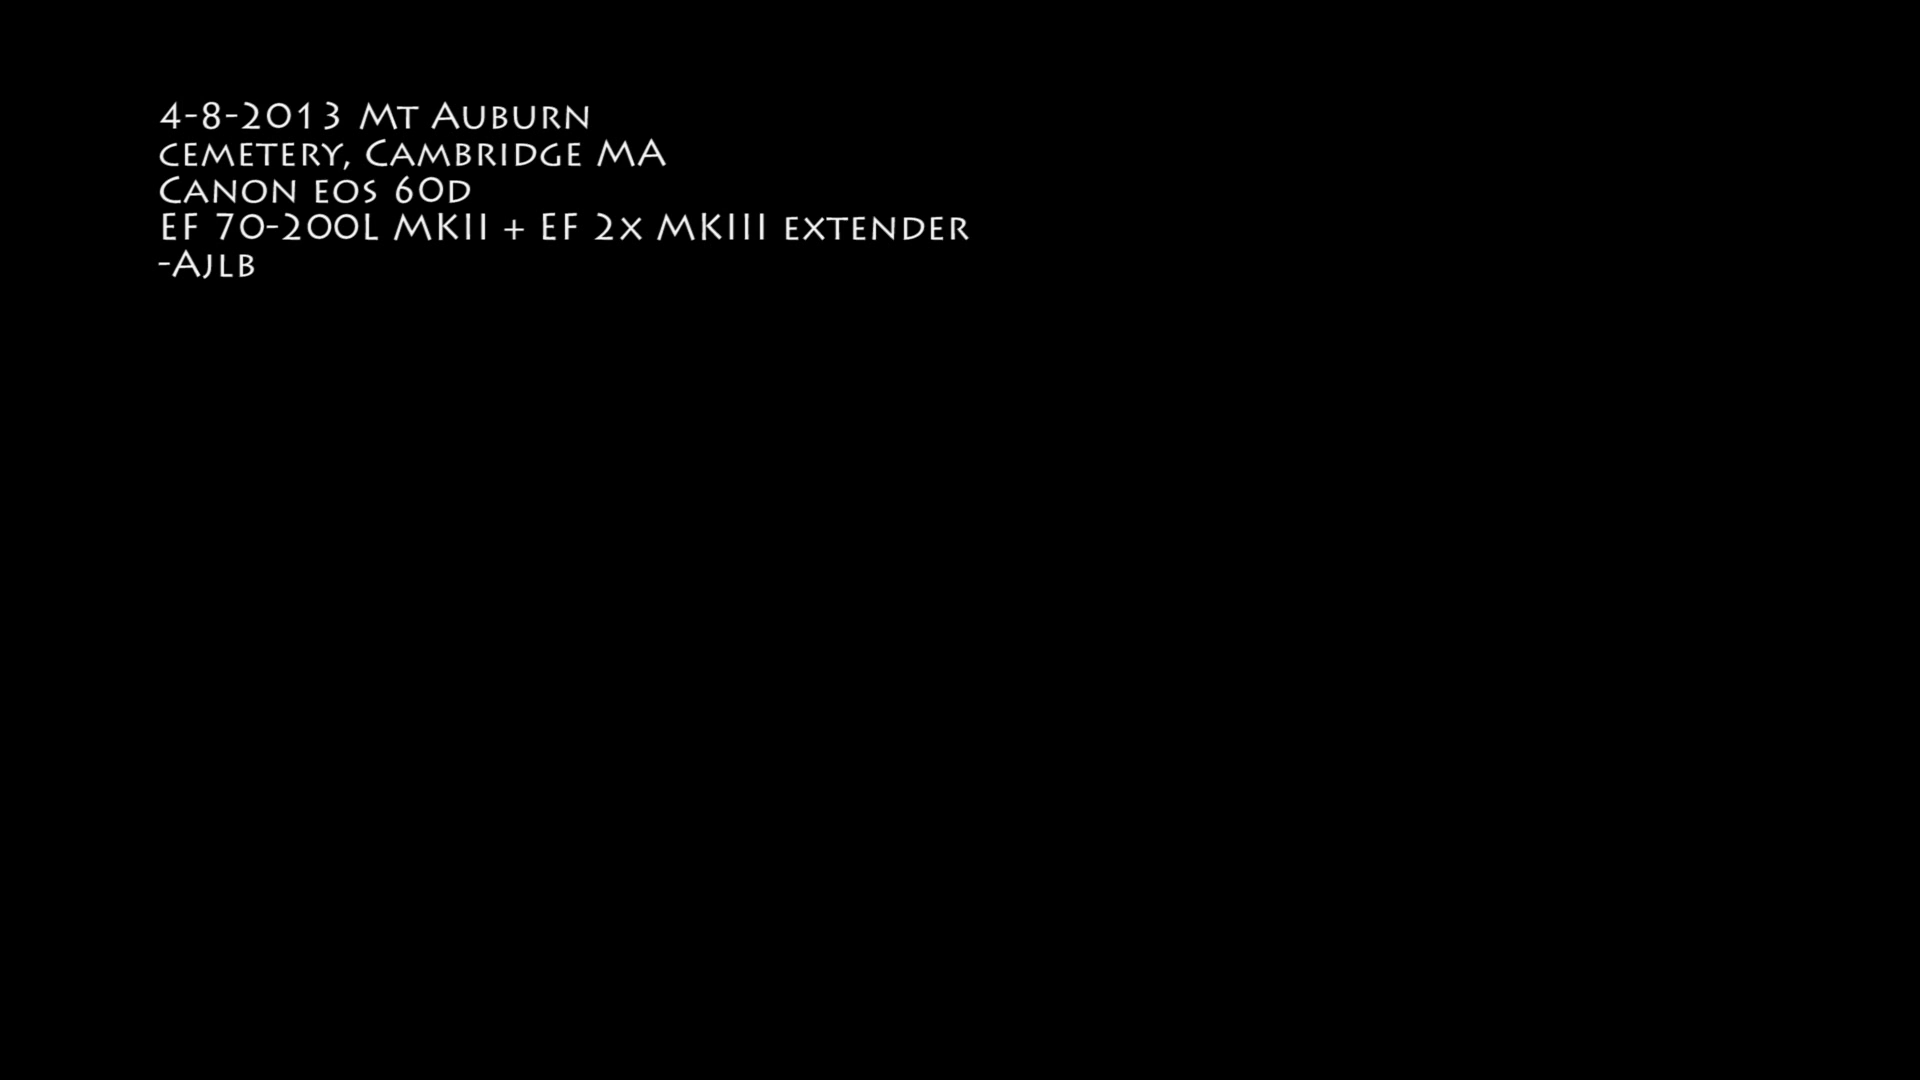 4-8-2013 Mt Auburn
cemetery, Cambridge MA
Canon eos 60d
EF 70-200L MKII + EF 2x MKIII extender
-Ajlb